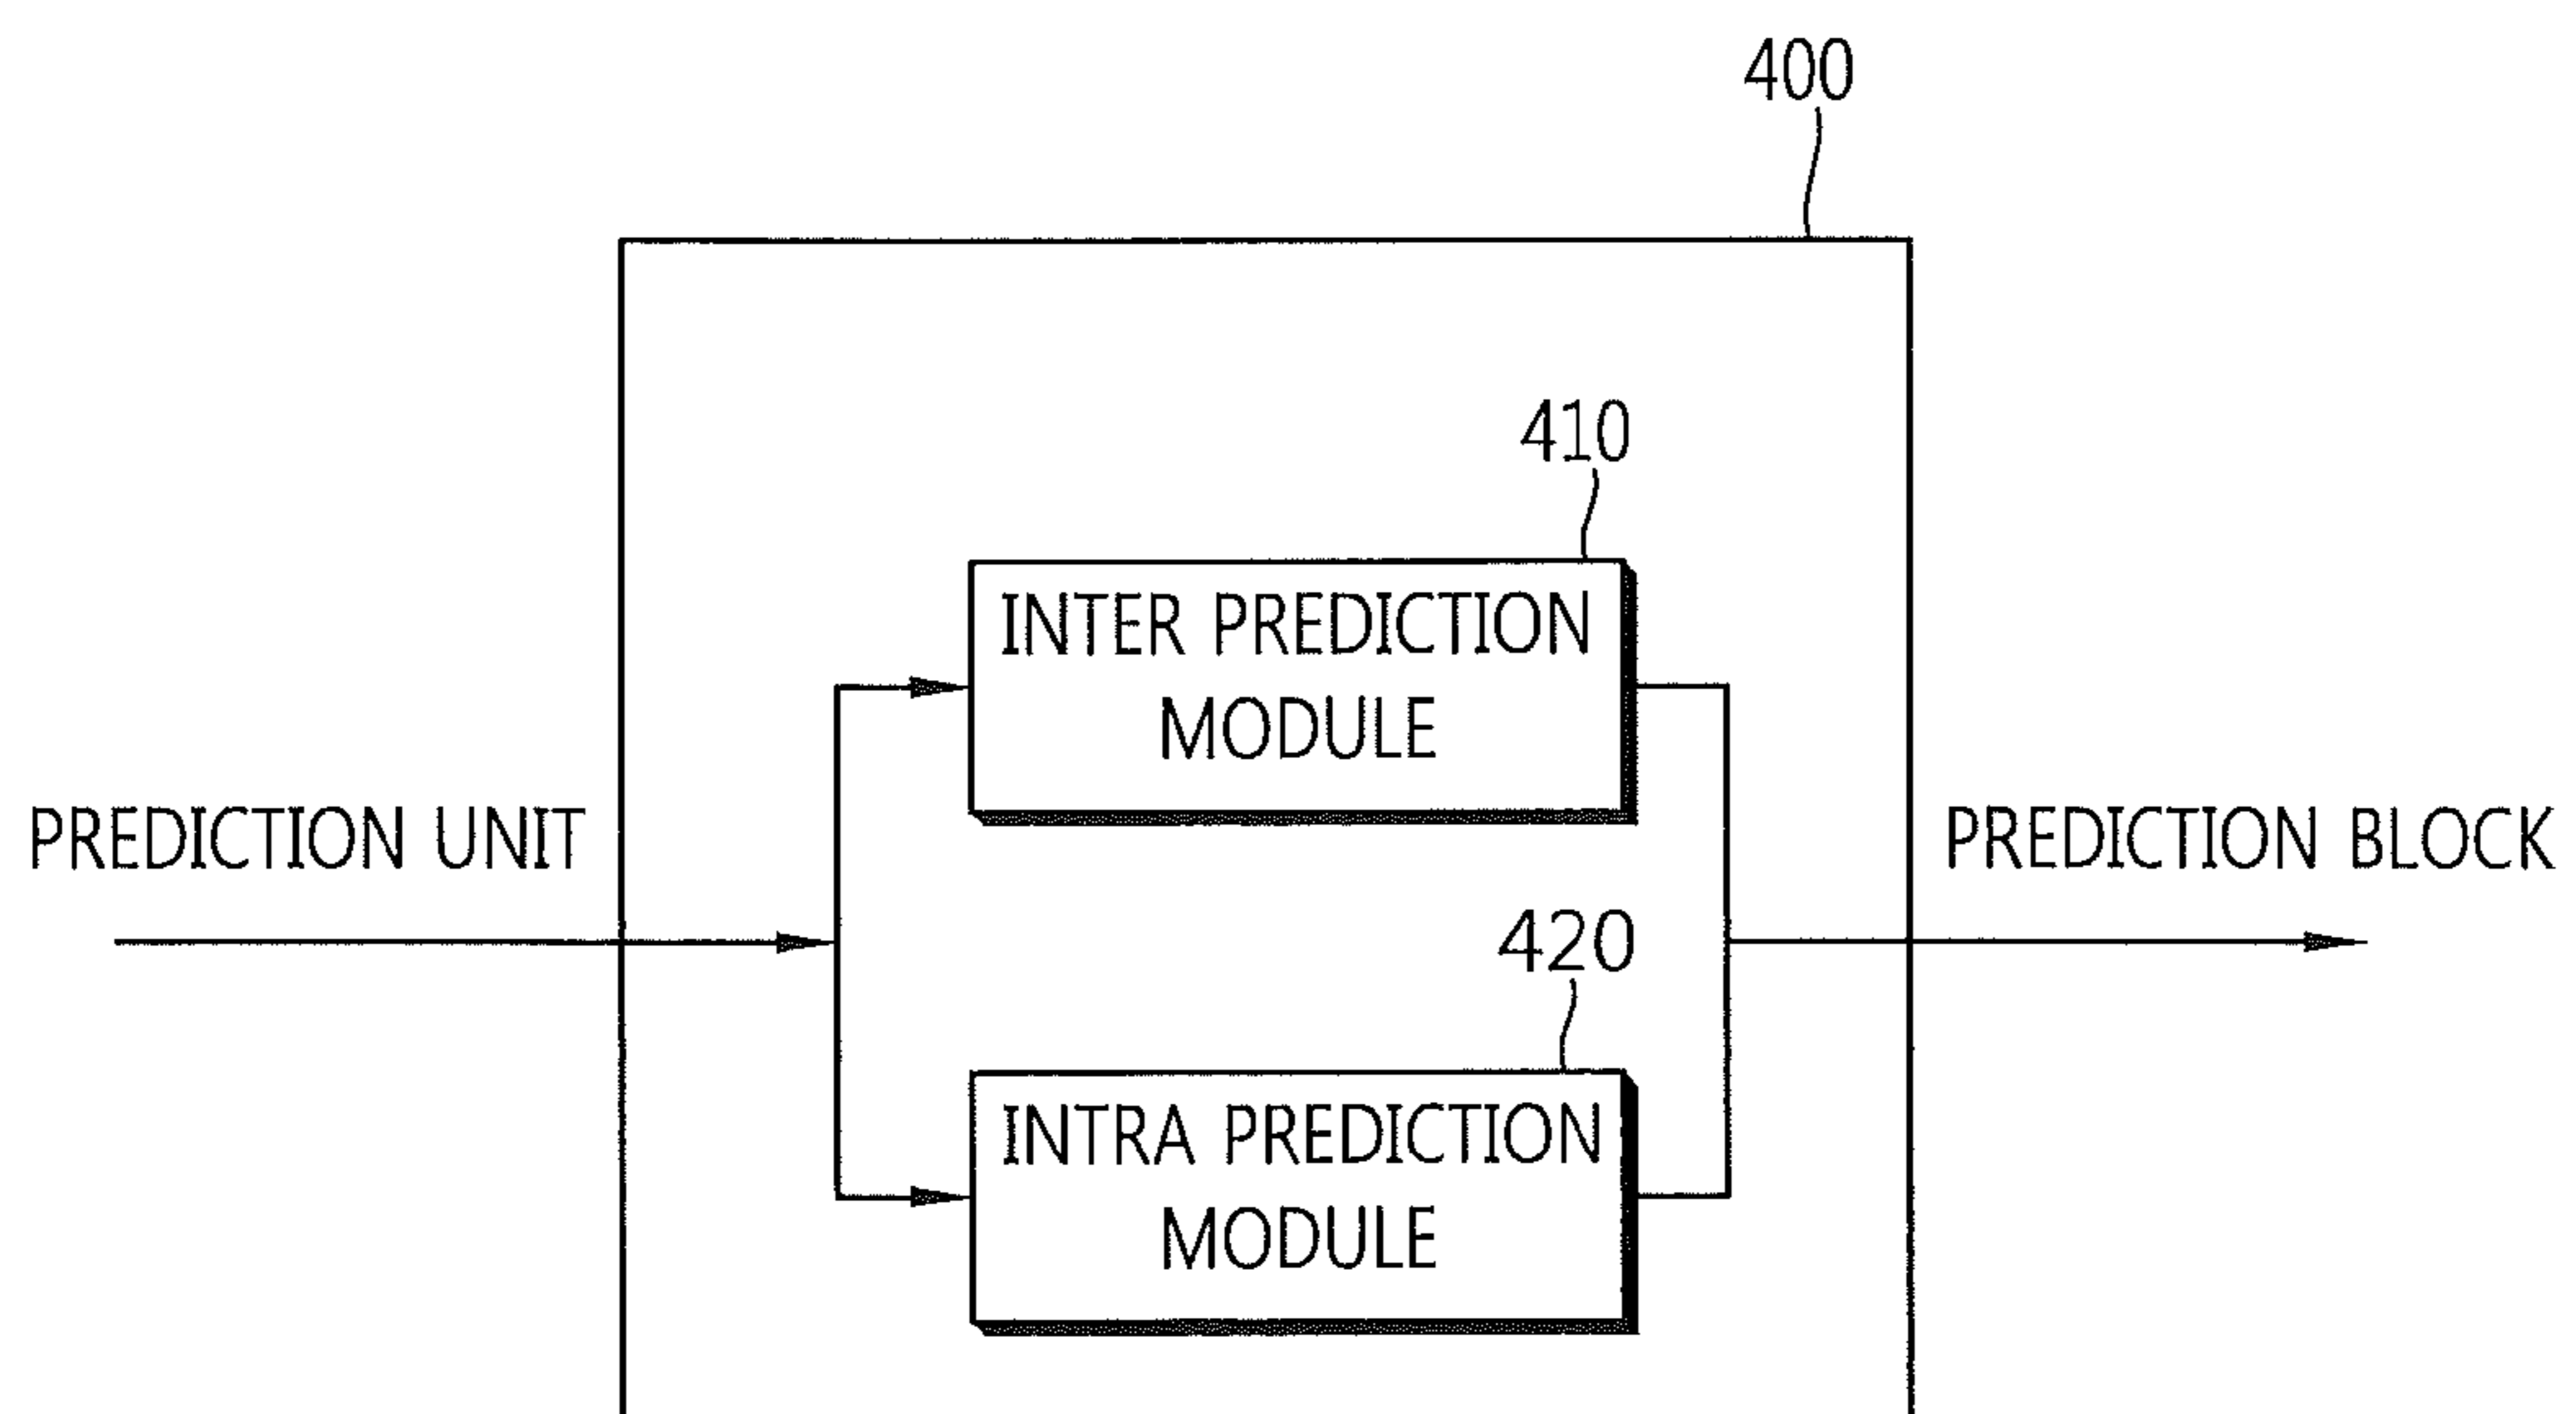 400
410
INTER PREDICTION
MODULE
PREDICTION UNIT
PREDICTION BLOCK
420
INTRA PREDICTION
MODULE